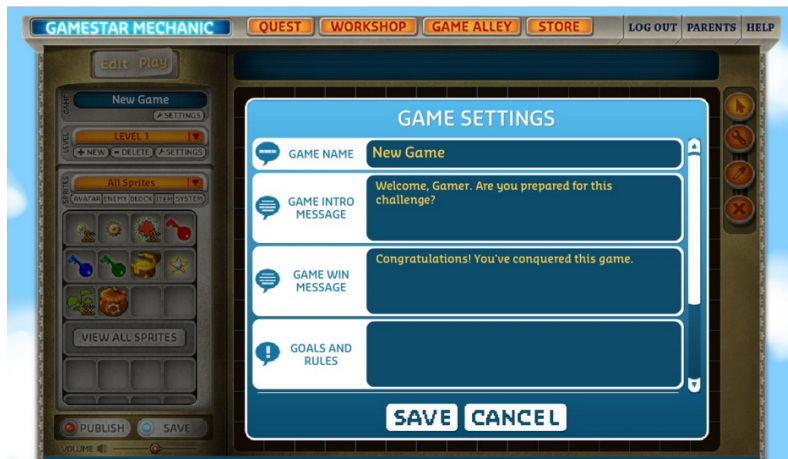 GAMESTAR MECHANIC
QUEST
WORKSHOP
GAME ALLEY
STORE
LOG OUT
PARENTS
HELP
Edit Play
GAME
New Game
SETTINGS
LEVEL
LEVEL 1
+ NEW
- DELETE
SETTINGS
SPRITES
All Sprites
AVATAR ENEMY BLOCK ITEM SYSTEM
VIEW ALL SPRITES
PUBLISH
SAVE
VOLUME
GAME SETTINGS
GAME NAME
New Game
GAME INTRO
MESSAGE
Welcome, Gamer. Are you prepared for this
challenge?
GAME WIN
MESSAGE
Congratulations! You've conquered this game.
GOALS AND
RULES
SAVE
CANCEL